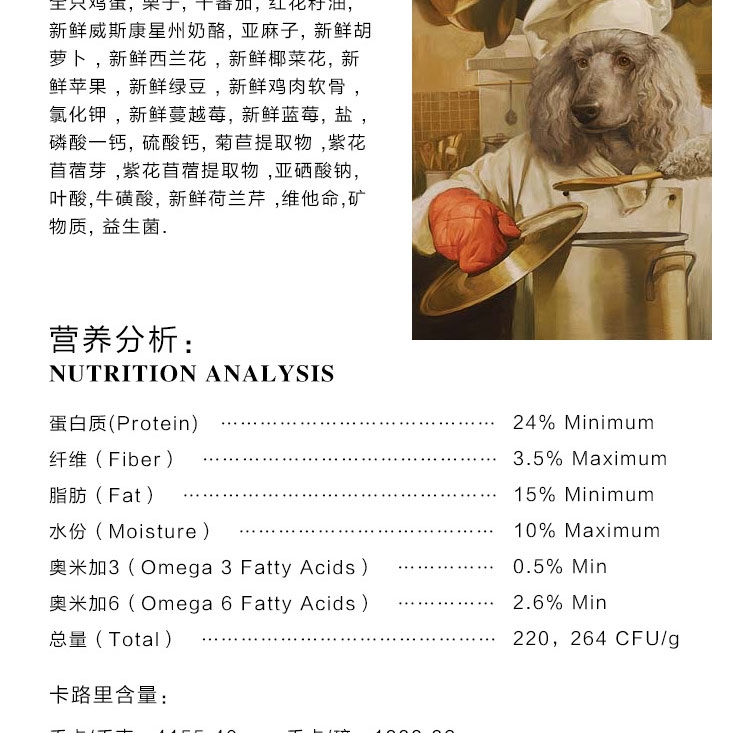 全只鸡蛋, 栗子, 干番茄, 红花籽油,
新鲜威斯康星州奶酪, 亚麻子, 新鲜胡
萝卜 , 新鲜西兰花 , 新鲜椰菜花, 新
鲜苹果 , 新鲜绿豆 , 新鲜鸡肉软骨 ,
氯化钾 , 新鲜蔓越莓, 新鲜蓝莓, 盐 ,
磷酸一钙, 硫酸钙, 菊苣提取物 ,紫花
苜蓿芽 ,紫花苜蓿提取物 ,亚硒酸钠,
叶酸,牛磺酸, 新鲜荷兰芹 ,维他命,矿
物质, 益生菌.
营养分析:
NUTRITION ANALYSIS
蛋白质(Protein) ………………………………… 24% Minimum
纤维 ( Fiber ) ………………………………… 3.5% Maximum
脂肪 ( Fat ) ………………………………… 15% Minimum
水份 ( Moisture ) ………………………………… 10% Maximum
奥米加3 ( Omega 3 Fatty Acids ) …………… 0.5% Min
奥米加6 ( Omega 6 Fatty Acids ) …………… 2.6% Min
总量 ( Total ) ………………………………… 220, 264 CFU/g
卡路里含量: